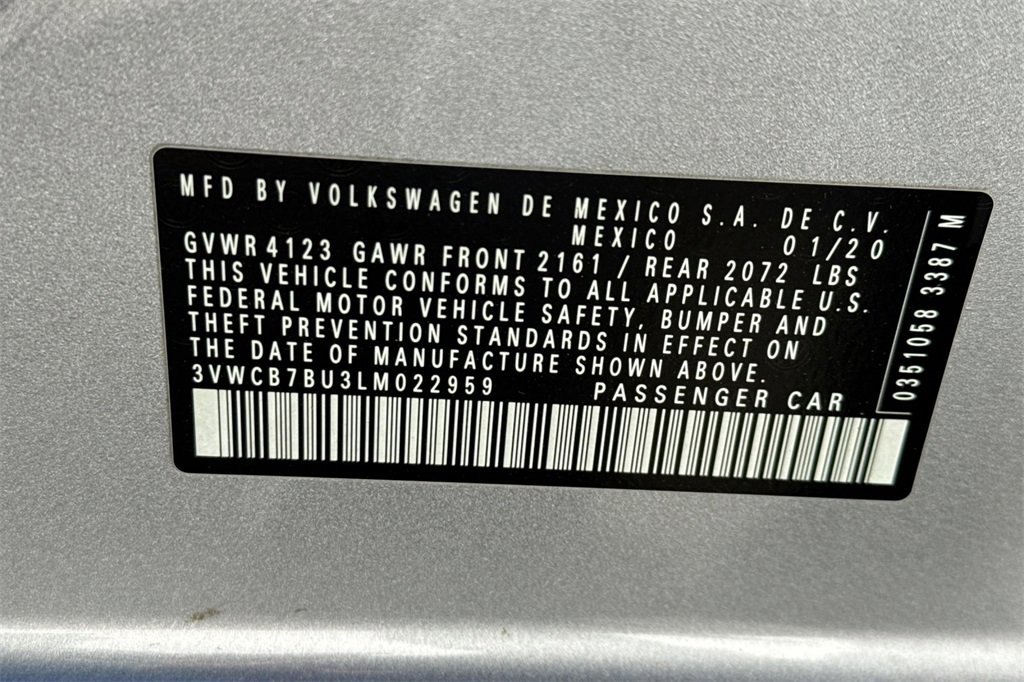 MFD BY VOLKSWAGEN DE MEXICO S.A. DE C.V.
MEXICO 01/20
GVWR 4123 GAWR FRONT 2161 / REAR 2072 LBS
THIS VEHICLE CONFORMS TO ALL APPLICABLE U.S.
FEDERAL MOTOR VEHICLE SAFETY, BUMPER AND
THEFT PREVENTION STANDARDS IN EFFECT ON
THE DATE OF MANUFACTURE SHOWN ABOVE.
3VWCB7BU3LM022959 PASSENGER CAR
0351058 3387 M